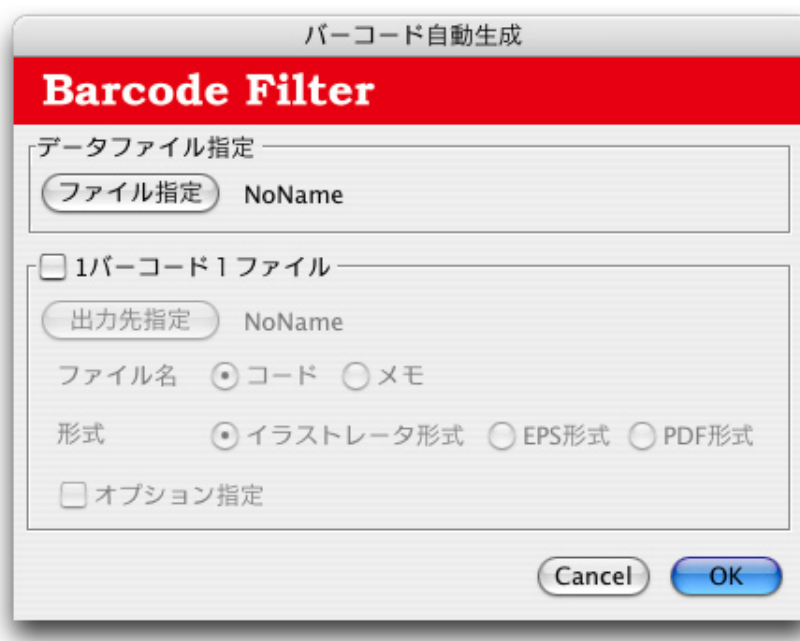 バーコード自動生成
Barcode Filter
データファイル指定
ファイル指定 NoName
1バーコード1ファイル
出力先指定 NoName
ファイル名 コード メモ
形式 イラストレータ形式 EPS形式 PDF形式
オプション指定
Cancel OK